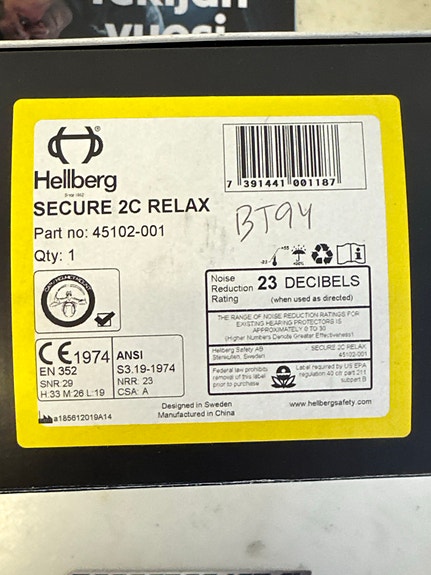 vuosi
Hellberg
SECURE 2C RELAX
Part no: 45102-001
Qty: 1
7 391441 001187
BT94
Noise Reduction Rating
23 DECIBELS
(when used as directed)
THE RANGE OF NOISE REDUCTION RATINGS FOR
EXISTING HEARING PROTECTORS IS
APPROXIMATELY 0 TO 30
(Higher Numbers Denote Greater Effectiveness)
Hellberg Safety AB
Stenkullen, Sweden
SECURE 2C RELAX
45102-001
Federal law prohibits
removal of this label
prior to purchase
Label required by US EPA
regulation 40 cfr part 211
support B
CE 1974
EN 352
SNR:29
H:33 M:26 L:19
ANSI
S3.19-1974
NRR: 23
CSA: A
a185612019A14
Designed in Sweden
Manufactured in China
www.hellbergsafety.com